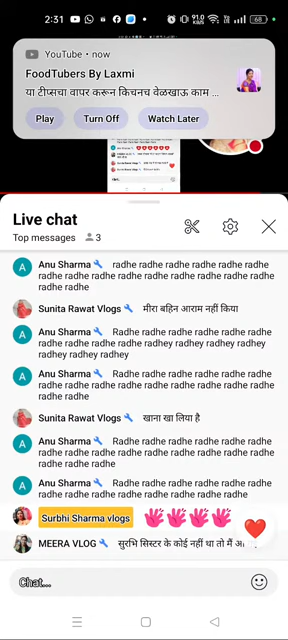 2:31
91.0 KB/S
68
YouTube • now
FoodTubers By Laxmi
या टीप्सचा वापर करून किचनच वेळखाऊ काम ...
Play Turn Off Watch Later
Live chat
Top messages 3
A Anu Sharma radhe radhe radhe radhe radhe
radhe radhe radhe radhe radhe radhe radhe
radhe radhe
Sunita Rawat Vlogs मीरा बहिन आराम नहीं किया
A Anu Sharma Radhe radhe radhe radhe radhe
radhe radhe radhe radhey radhey radhey radhey
radhey radhey radhey
A Anu Sharma Radhe radhe radhe radhe radhe
radhe radhe radhe radhe radhe radhe radhe
radhe
Sunita Rawat Vlogs खाना खा लिया है
A Anu Sharma Radhe radhe radhe radhe radhe
radhe radhe radhe radhe radhe radhe radhe
radhe radhe
A Anu Sharma Radhe radhe radhe radhe radhe
radhe radhe radhe radhe radhe radhe radhe
Surbhi Sharma vlogs
MEERA VLOG सुरभि सिस्टर के कोई नहीं था तो मैं
Chat...